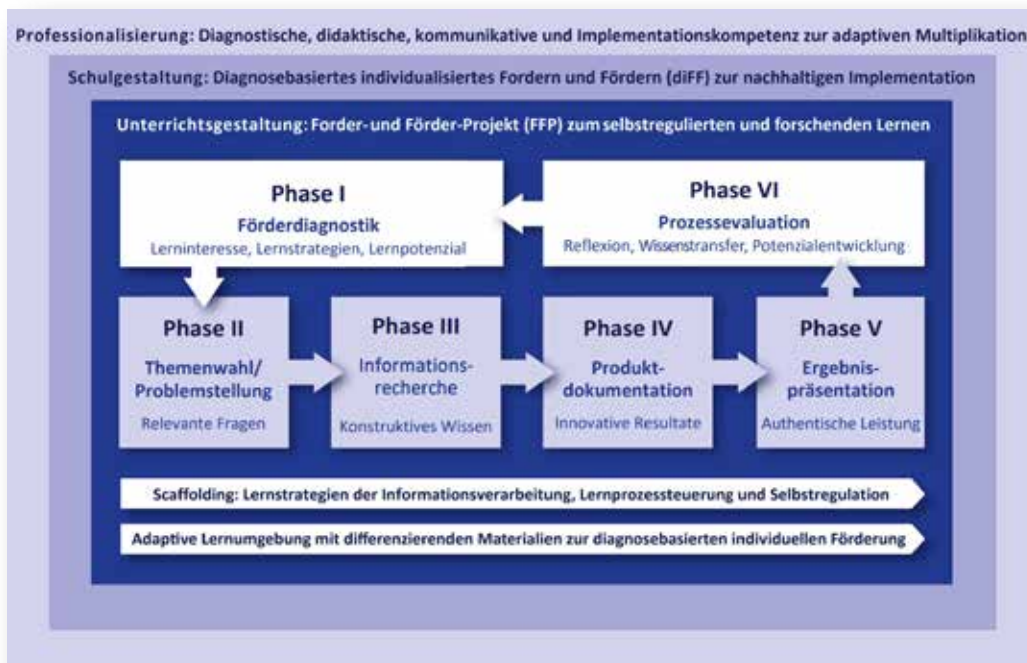 Professionalisierung: Diagnostische, didaktische, kommunikative und Implementationskompetenz zur adaptiven Multiplikation
Schulgestaltung: Diagnosebasiertes individualisiertes Fordern und Fördern (diFF) zur nachhaltigen Implementation
Unterrichtsgestaltung: Forder- und Förder-Projekt (FFP) zum selbstregulierten und forschenden Lernen
Phase I
Förderdiagnostik
Lerninteresse, Lernstrategien, Lernpotenzial
Phase VI
Prozessevaluation
Reflexion, Wissenstransfer, Potenzialentwicklung
Phase II
Themenwahl/
Problemstellung
Relevante Fragen
Phase III
Informations-
recherche
Konstruktives Wissen
Phase IV
Produkt-
dokumentation
Innovative Resultate
Phase V
Ergebnis-
präsentation
Authentische Leistung
Scaffolding: Lernstrategien der Informationsverarbeitung, Lernprozessteuerung und Selbstregulation
Adaptive Lernumgebung mit differenzierenden Materialien zur diagnosebasierten individuellen Förderung